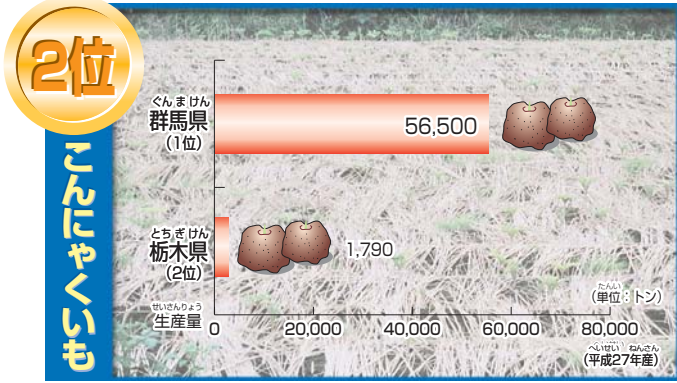 2位
こんにゃくいも
ぐんまけん
群馬県
(1位)
56,500
とちぎけん
栃木県
(2位)
1,790
たんい
(単位:トン)
せいさんりょう
生産量
0 20,000 40,000 60,000 80,000
へいせい ねんさん
(平成27年産)